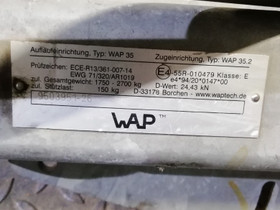 Auflaufeinrichtung, Typ: WAP 35 Zugeinrichtung, Typ: WAP 35.2
Prüfzeichen: ECE-R13/361-007-14 E4-55R-010479 Klasse: E
EWG 71/320/AR1019 e4*94/20*0147*00
zul. Gesamtgewicht: 1750 - 2700 kg D-Wert: 24,43 kN
zul. Stützlast: 150 kg D-33178 Borchen - www.waptech.de
WAP™